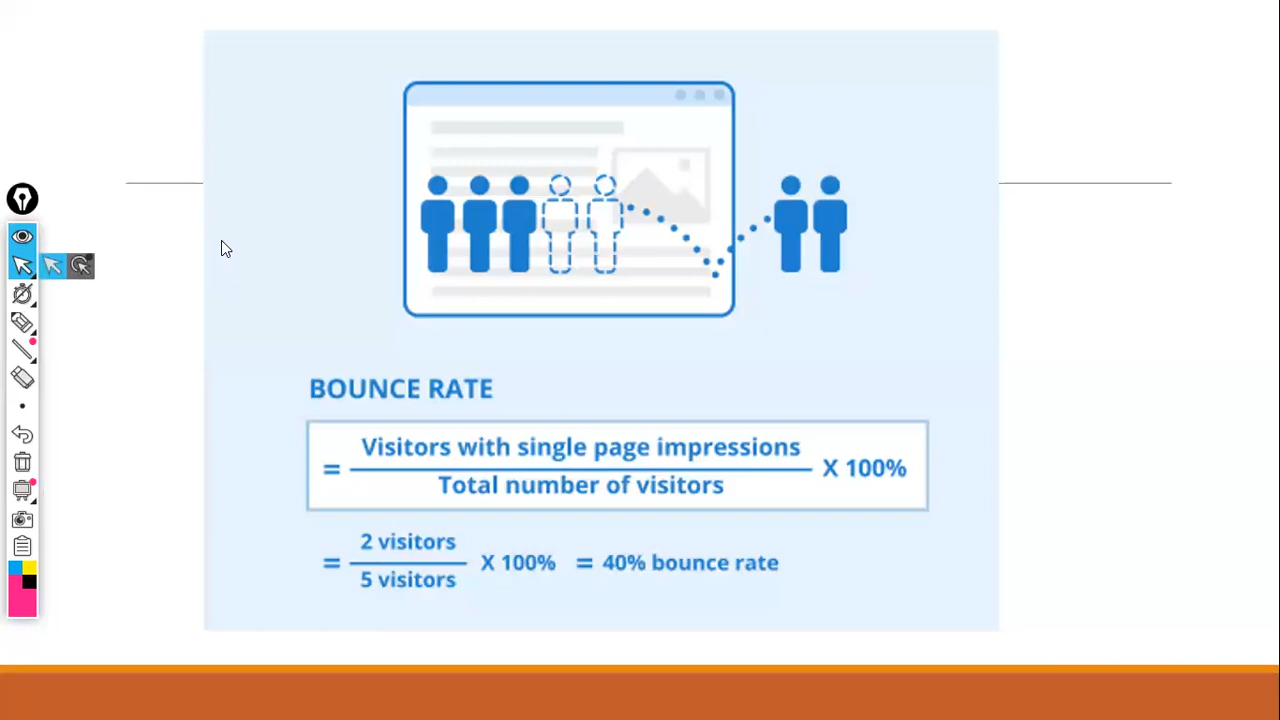 BOUNCE RATE
Visitors with single page impressions
= X 100%
Total number of visitors
2 visitors
= X 100% = 40% bounce rate
5 visitors